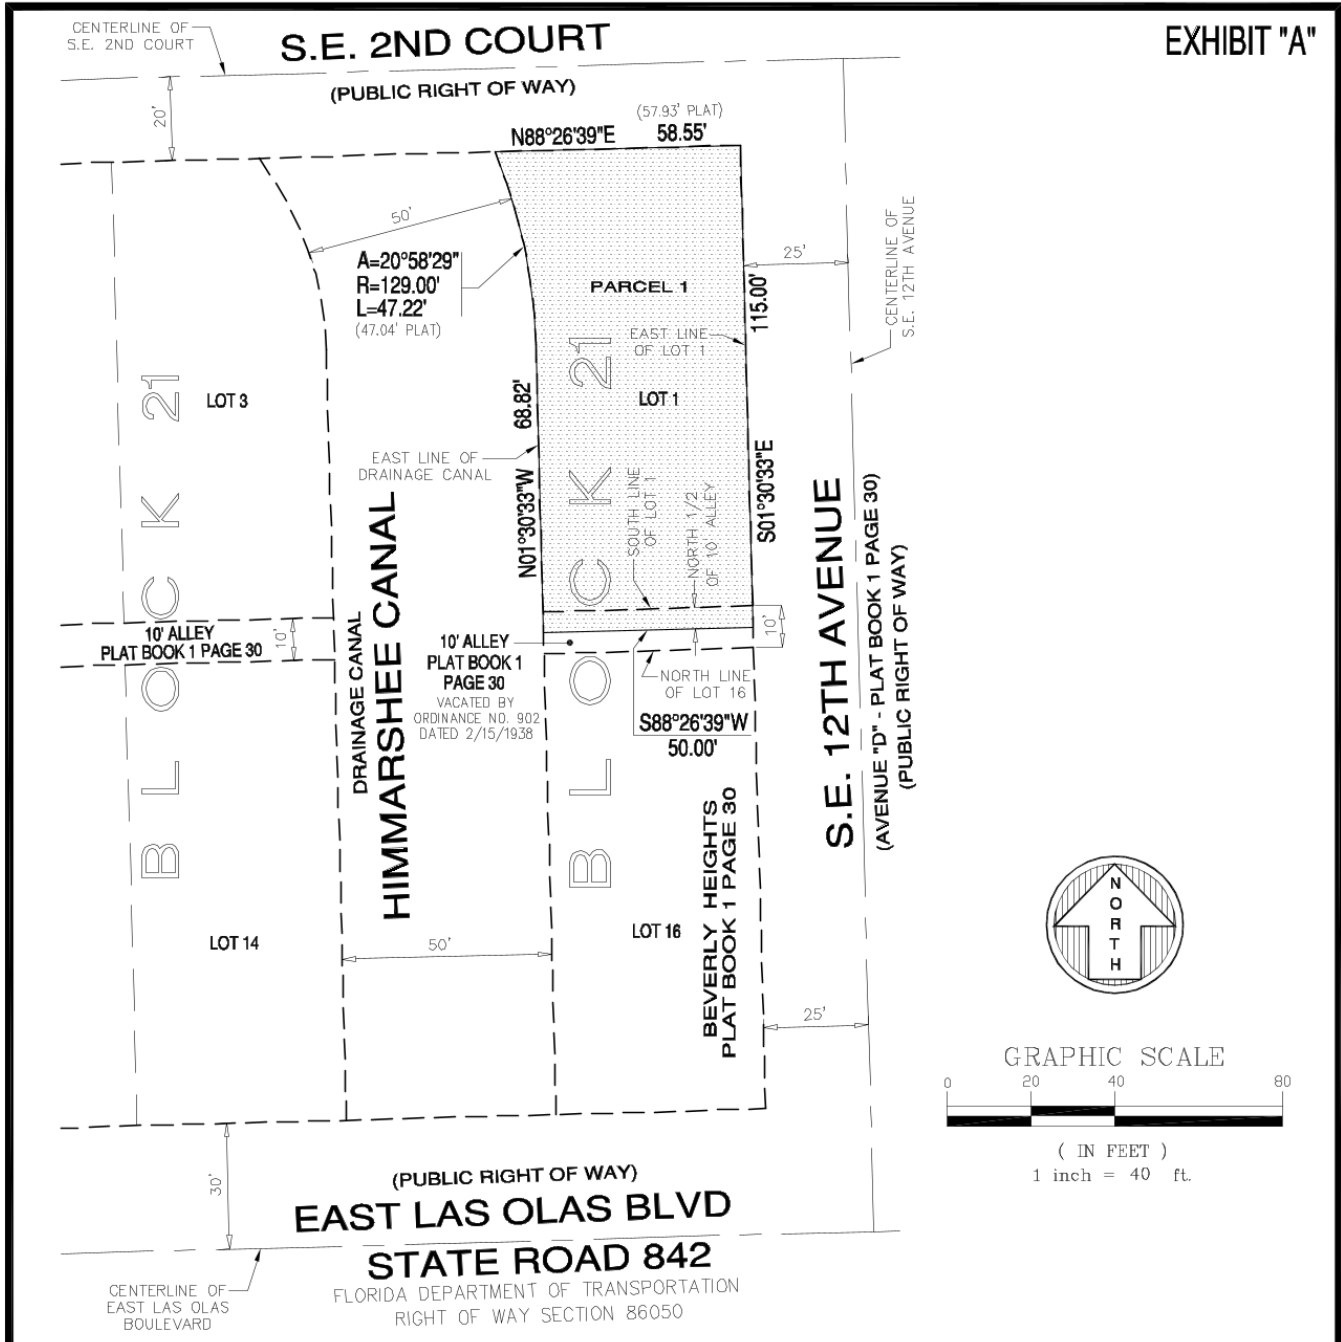 CENTERLINE OF
S.E. 2ND COURT
S.E. 2ND COURT
EXHIBIT "A"
(PUBLIC RIGHT OF WAY)
20'
(57.93' PLAT)
N88°26'39"E 58.55'
50'
A=20°58'29"
R=129.00'
L=47.22'
(47.04' PLAT)
PARCEL 1
25'
CENTERLINE OF
S.E. 12TH AVENUE
115.00'
EAST LINE
OF LOT 1
BLOCK 21
LOT 3
68.82'
BLOCK 21
LOT 1
EAST LINE OF
DRAINAGE CANAL
N01°30'33"W
SOUTH LINE
OF LOT 1
NORTH 1/2
OF 10' ALLEY
S01°30'33"E
S.E. 12TH AVENUE
(AVENUE "D" - PLAT BOOK 1 PAGE 30)
(PUBLIC RIGHT OF WAY)
10' ALLEY
PLAT BOOK 1 PAGE 30
10'
DRAINAGE CANAL
HIMMARSHEE CANAL
10' ALLEY
PLAT BOOK 1
PAGE 30
VACATED BY
ORDINANCE NO. 902
DATED 2/15/1938
10'
NORTH LINE
OF LOT 16
S88°26'39"W
50.00'
BEVERLY HEIGHTS
PLAT BOOK 1 PAGE 30
LOT 14
50'
LOT 16
25'
NORTH
GRAPHIC SCALE
0 20 40 80
( IN FEET )
1 inch = 40 ft.
30'
(PUBLIC RIGHT OF WAY)
EAST LAS OLAS BLVD
STATE ROAD 842
FLORIDA DEPARTMENT OF TRANSPORTATION
RIGHT OF WAY SECTION 86050
CENTERLINE OF
EAST LAS OLAS
BOULEVARD